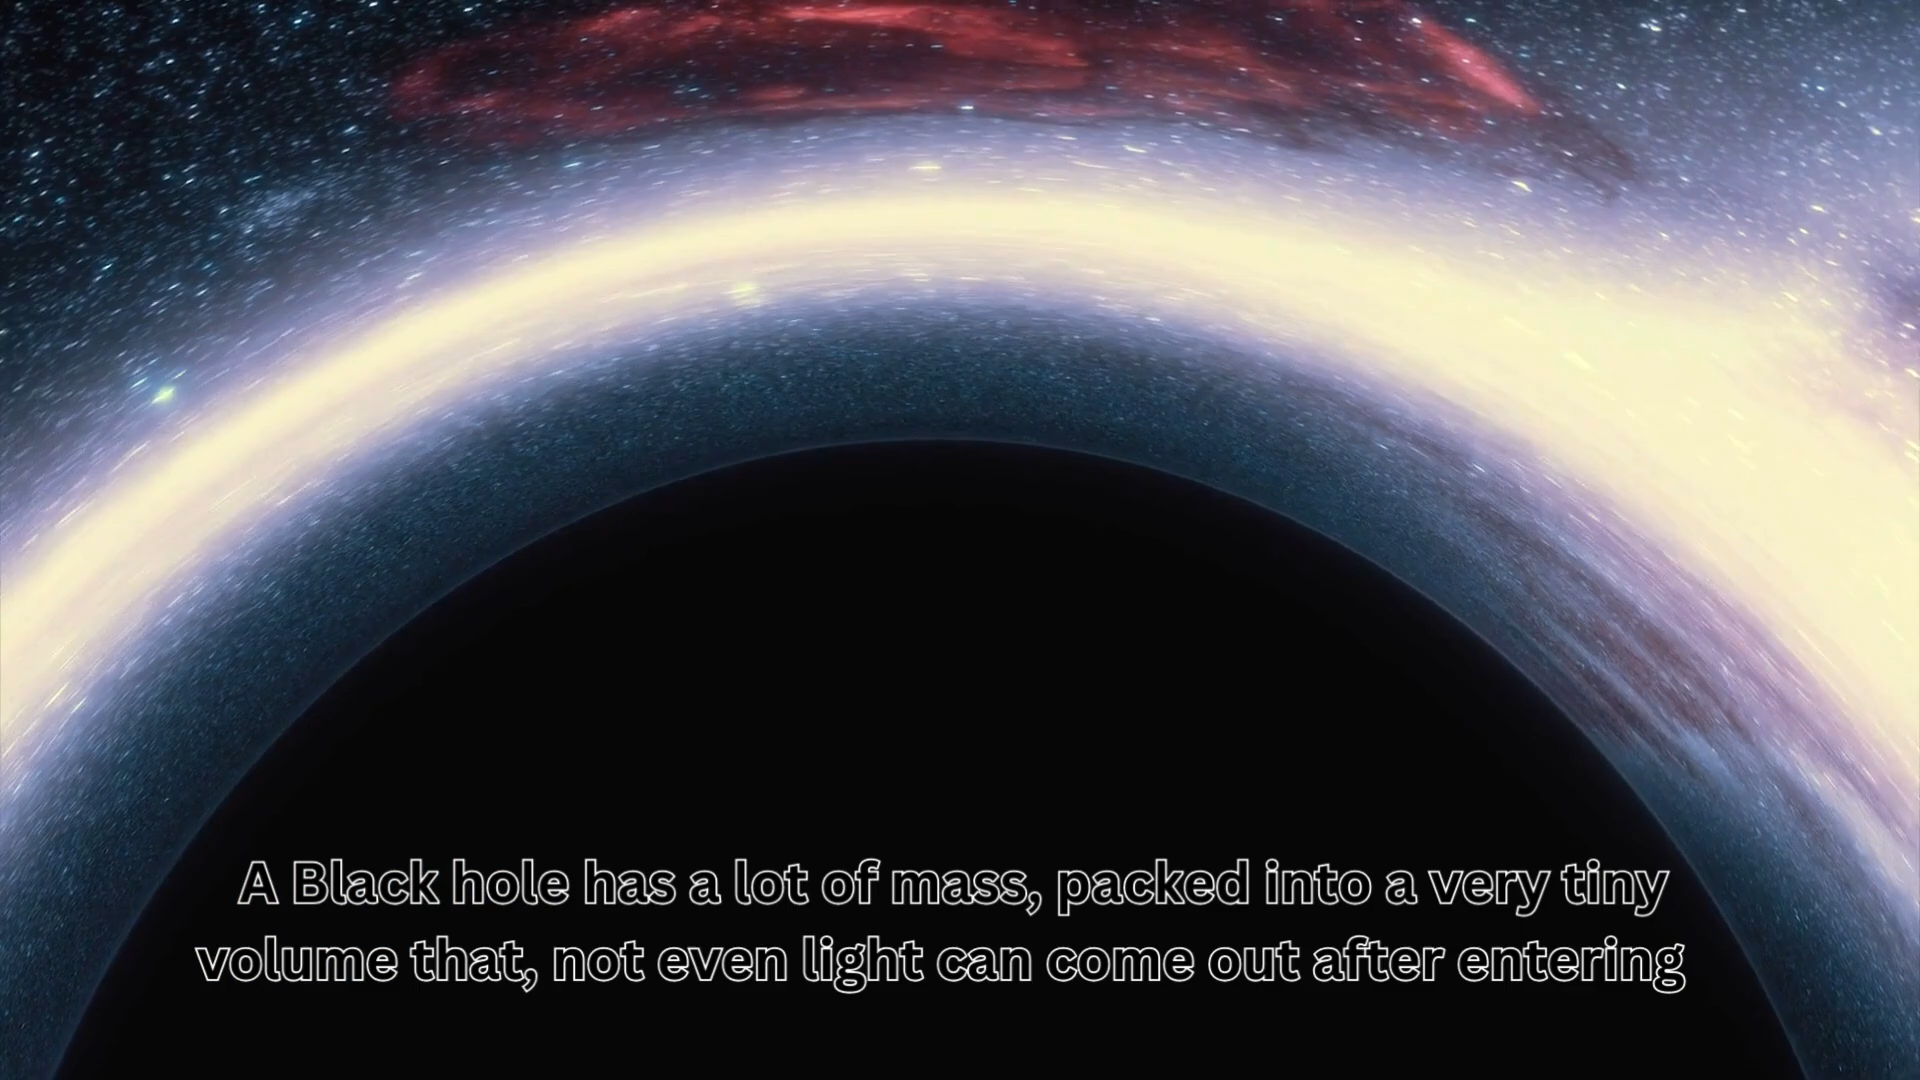 A Black hole has a lot of mass, packed into a very tiny
volume that, not even light can come out after entering